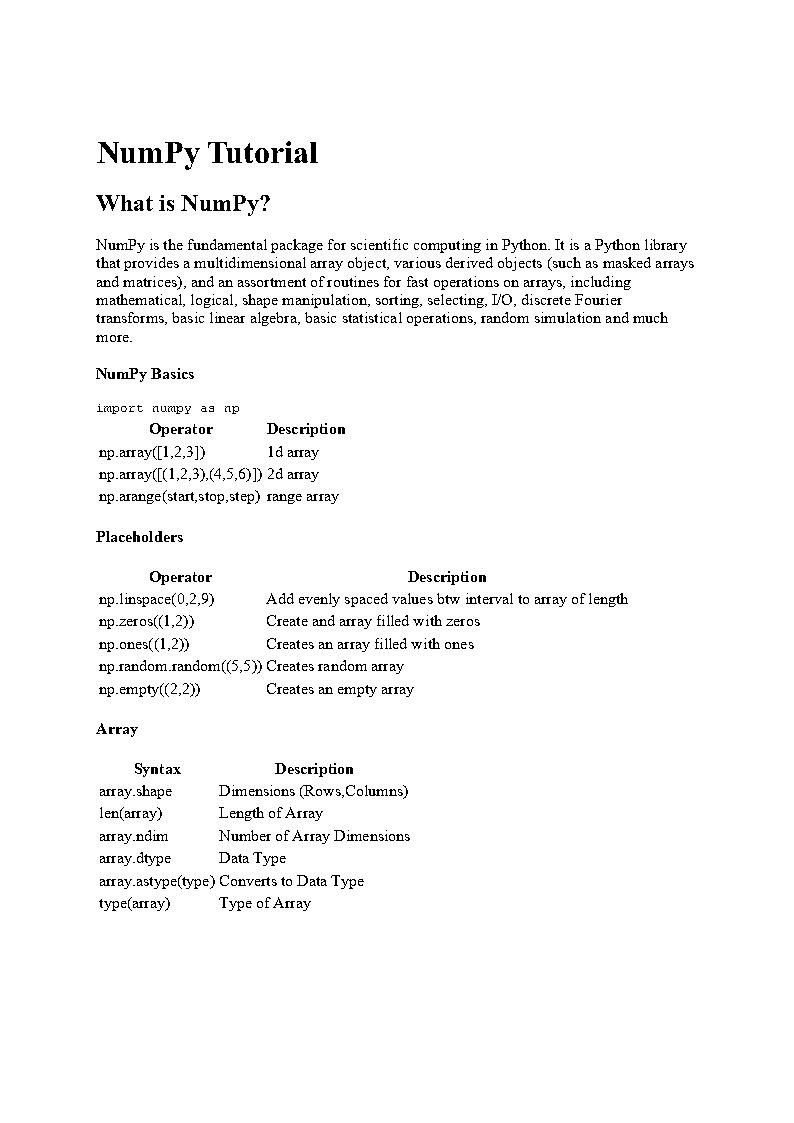 NumPy Tutorial
What is NumPy?
NumPy is the fundamental package for scientific computing in Python. It is a Python library
that provides a multidimensional array object, various derived objects (such as masked arrays
and matrices), and an assortment of routines for fast operations on arrays, including
mathematical, logical, shape manipulation, sorting, selecting, I/O, discrete Fourier
transforms, basic linear algebra, basic statistical operations, random simulation and much
more.
NumPy Basics
import numpy as np
Operator Description
np.array([1,2,3]) 1d array
np.array([(1,2,3),(4,5,6)]) 2d array
np.arange(start,stop,step) range array
Placeholders
Operator Description
np.linspace(0,2,9) Add evenly spaced values btw interval to array of length
np.zeros((1,2)) Create and array filled with zeros
np.ones((1,2)) Creates an array filled with ones
np.random.random((5,5)) Creates random array
np.empty((2,2)) Creates an empty array
Array
Syntax Description
array.shape Dimensions (Rows,Columns)
len(array) Length of Array
array.ndim Number of Array Dimensions
array.dtype Data Type
array.astype(type) Converts to Data Type
type(array) Type of Array